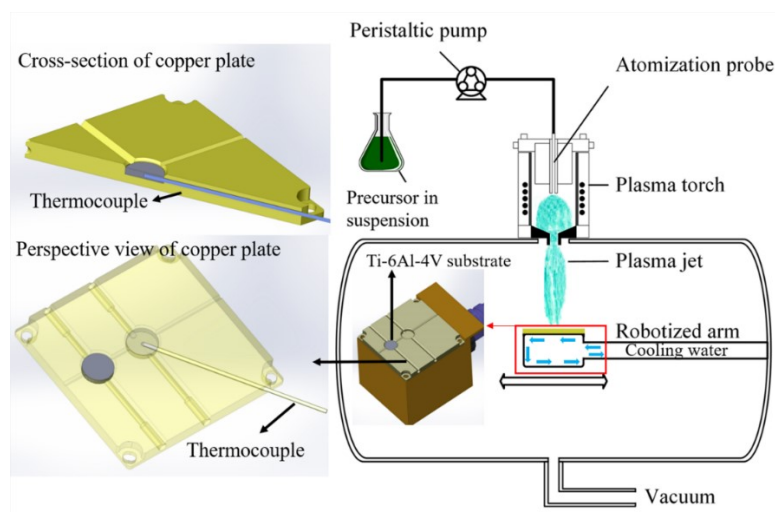 Cross-section of copper plate
Thermocouple
Perspective view of copper plate
Thermocouple
Peristaltic pump
Atomization probe
Precursor in
suspension
Plasma torch
Plasma jet
Ti-6Al-4V substrate
Robotized arm
Cooling water
Vacuum